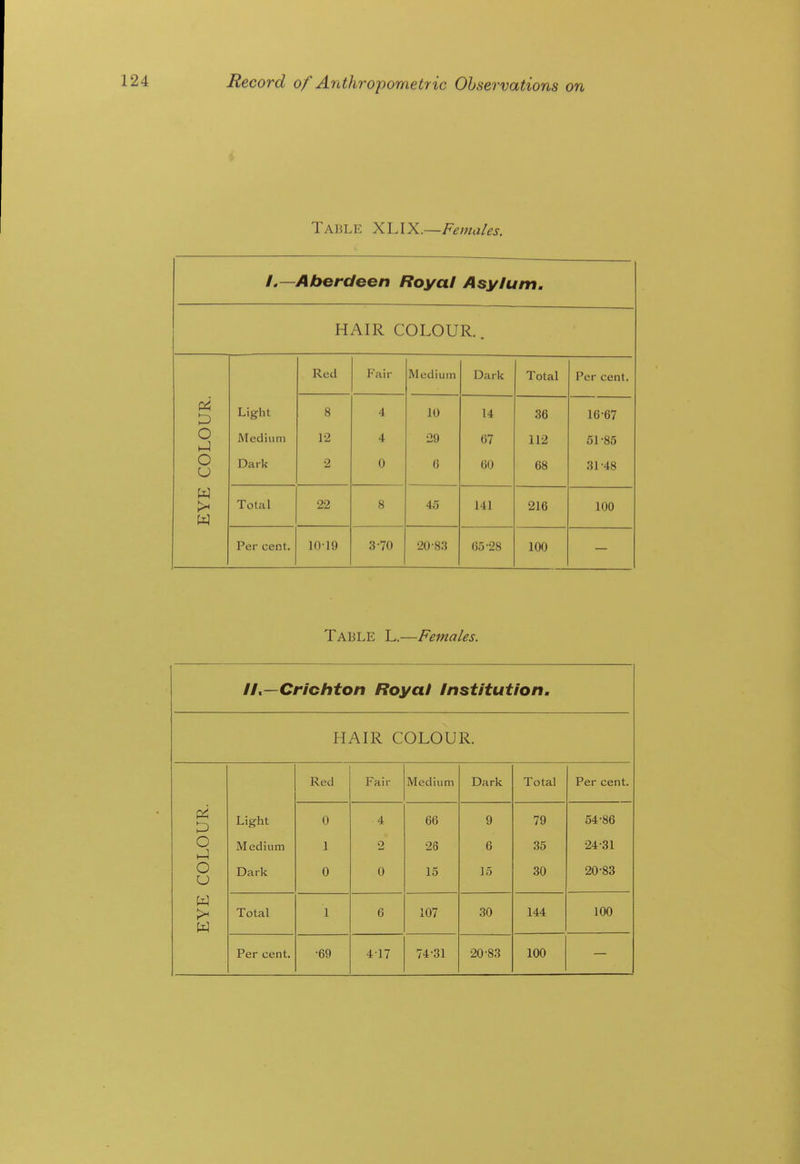 124 Record of Anthropometric Observations on
TABLE XLIX.—Females.
I.—Aberdeen Royal Asylum.
HAIR COLOUR..
EYE COLOUR.
Red Fair Medium Dark Total Per cent.
Light 8 4 10 14 36 16·67
Medium 12 4 29 67 112 51·85
Dark 2 0 6 60 68 31·48
Total 22 8 45 141 216 100
Per cent. 10·19 3·70 20·83 65·28 100 —
TABLE L.—Females.
II.—Crichton Royal Institution.
HAIR COLOUR.
EYE COLOUR.
Red Fair Medium Dark Total Per cent.
Light 0 4 66 9 79 54·86
Medium 1 2 26 6 35 24·31
Dark 0 0 15 15 30 20·83
Total 1 6 107 30 144 100
Per cent. ·69 4·17 74·31 20·83 100 —